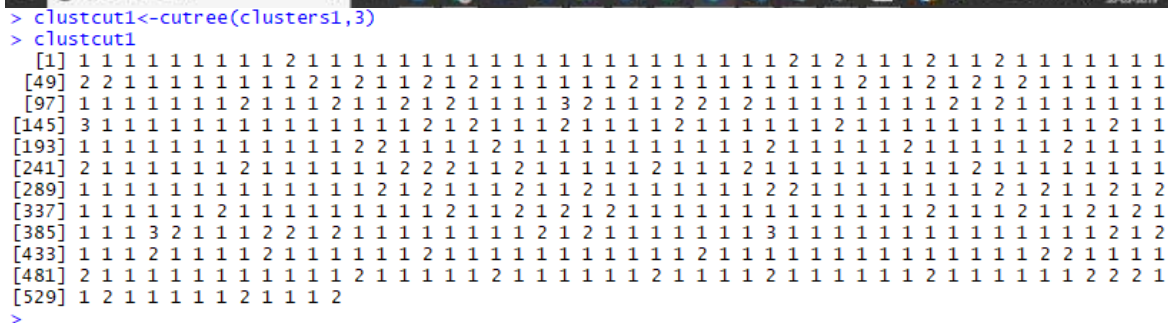 > clustcut1<-cutree(clusters1,3)
> clustcut1
[1] 1 1 1 1 1 1 1 1 1 2 1 1 1 1 1 1 1 1 1 1 1 1 1 1 1 1 1 1 1 1 1 2 1 2 1 1 1 2 1 1 2 1 1 1 1 1 1 1
[49] 2 2 1 1 1 1 1 1 1 1 2 1 2 1 1 2 1 2 1 1 1 1 1 1 2 1 1 1 1 1 1 1 1 1 2 1 1 2 1 2 1 2 1 1 1 1 1 1
[97] 1 1 1 1 1 1 1 2 1 1 1 2 1 1 2 1 2 1 1 1 1 3 2 1 1 1 2 2 1 2 1 1 1 1 1 1 1 1 2 1 2 1 1 1 1 1 1 1
[145] 3 1 1 1 1 1 1 1 1 1 1 1 1 1 1 2 1 2 1 1 1 2 1 1 1 1 2 1 1 1 1 1 1 2 1 1 1 1 1 1 1 1 1 1 1 2 1 1
[193] 1 1 1 1 1 1 1 1 1 1 1 1 2 2 1 1 1 1 2 1 1 1 1 1 1 1 1 1 1 1 2 1 1 1 1 1 2 1 1 1 1 1 1 2 1 1 1 1
[241] 2 1 1 1 1 1 1 2 1 1 1 1 1 1 2 2 2 1 1 2 1 1 1 1 1 2 1 1 1 2 1 1 1 1 1 1 1 1 1 2 1 1 1 1 1 1 1 1
[289] 1 1 1 1 1 1 1 1 1 1 1 1 1 2 1 2 1 1 1 2 1 1 2 1 1 1 1 1 1 1 2 2 1 1 1 1 1 1 1 1 2 1 2 1 1 2 1 2
[337] 1 1 1 1 1 1 2 1 1 1 1 1 1 1 1 1 2 1 1 2 1 2 1 2 1 1 1 1 1 1 1 1 1 1 1 1 1 2 1 1 1 2 1 1 2 1 2 1
[385] 1 1 1 3 2 1 1 1 2 2 1 2 1 1 1 1 1 1 1 1 2 1 2 1 1 1 1 1 1 1 3 1 1 1 1 1 1 1 1 1 1 1 1 1 1 2 1 2
[433] 1 1 1 2 1 1 1 1 2 1 1 1 1 1 1 2 1 1 1 1 1 1 1 1 1 1 1 2 1 1 1 1 1 1 1 1 1 1 1 1 1 1 2 2 1 1 1 1
[481] 2 1 1 1 1 1 1 1 1 1 1 1 2 1 1 1 1 1 2 1 1 1 1 1 1 2 1 1 1 1 2 1 1 1 1 1 1 2 1 1 1 1 1 1 2 2 2 1
[529] 1 2 1 1 1 1 1 2 1 1 1 2
>